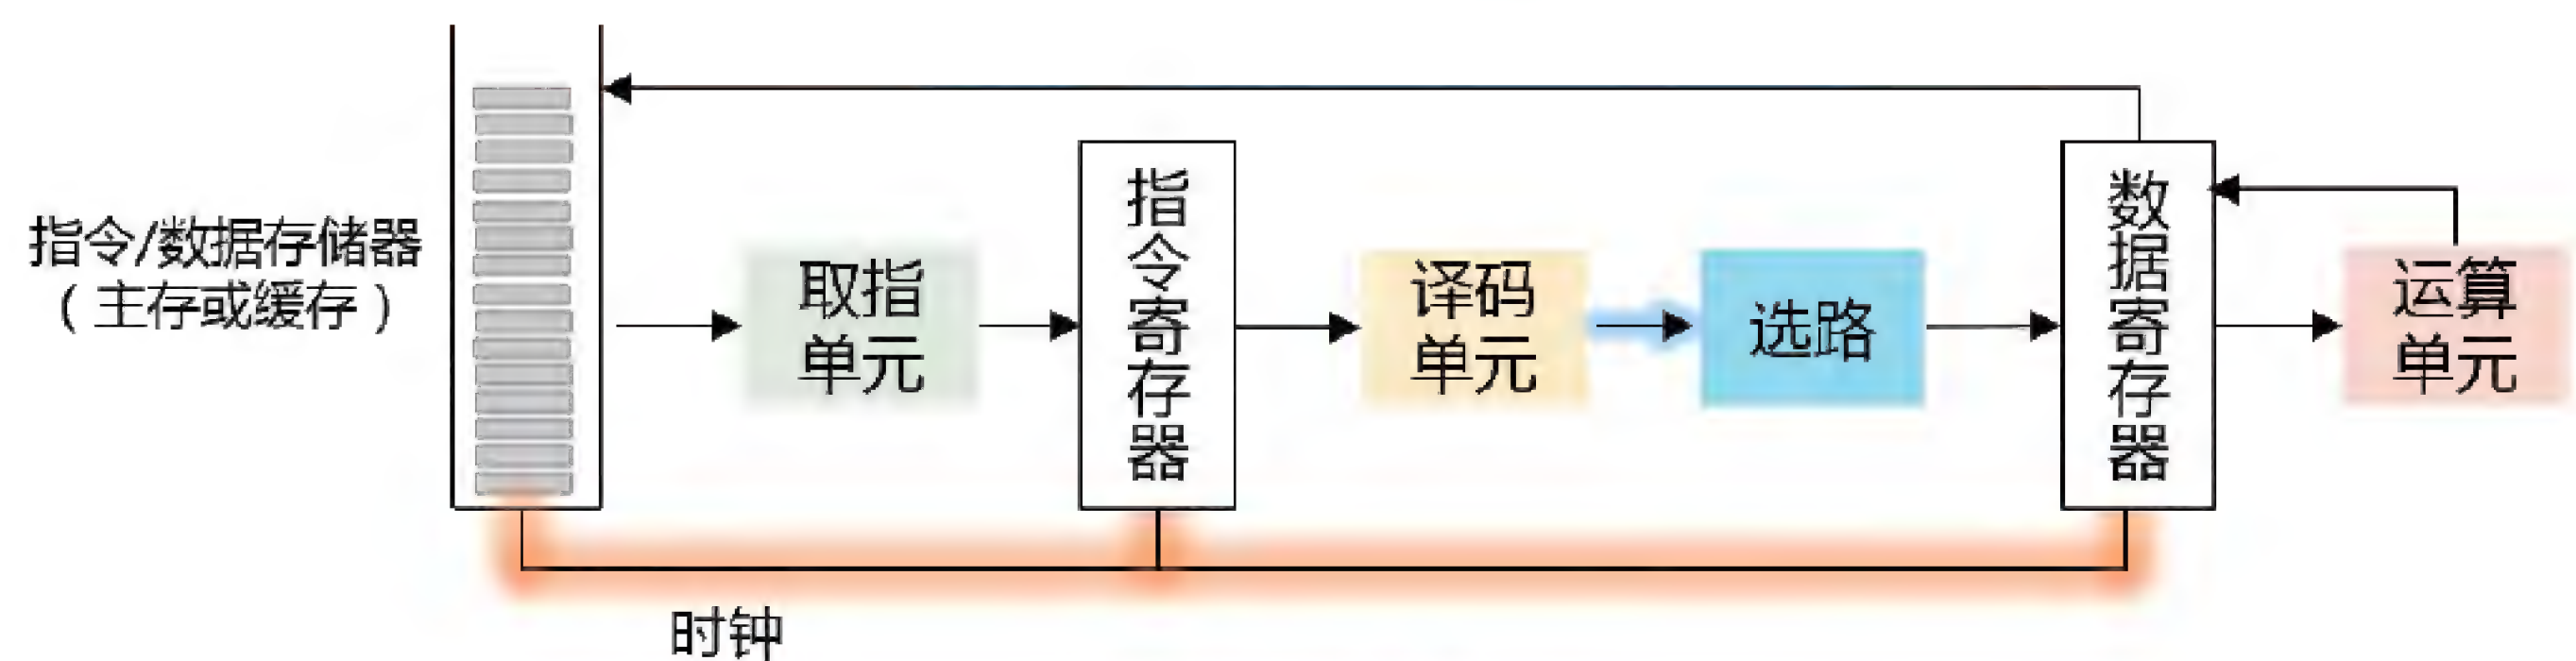 指令/数据存储器
（主存或缓存）
取指
单元
指令寄存器
译码
单元
选路
数据寄存器
运算
单元
时钟